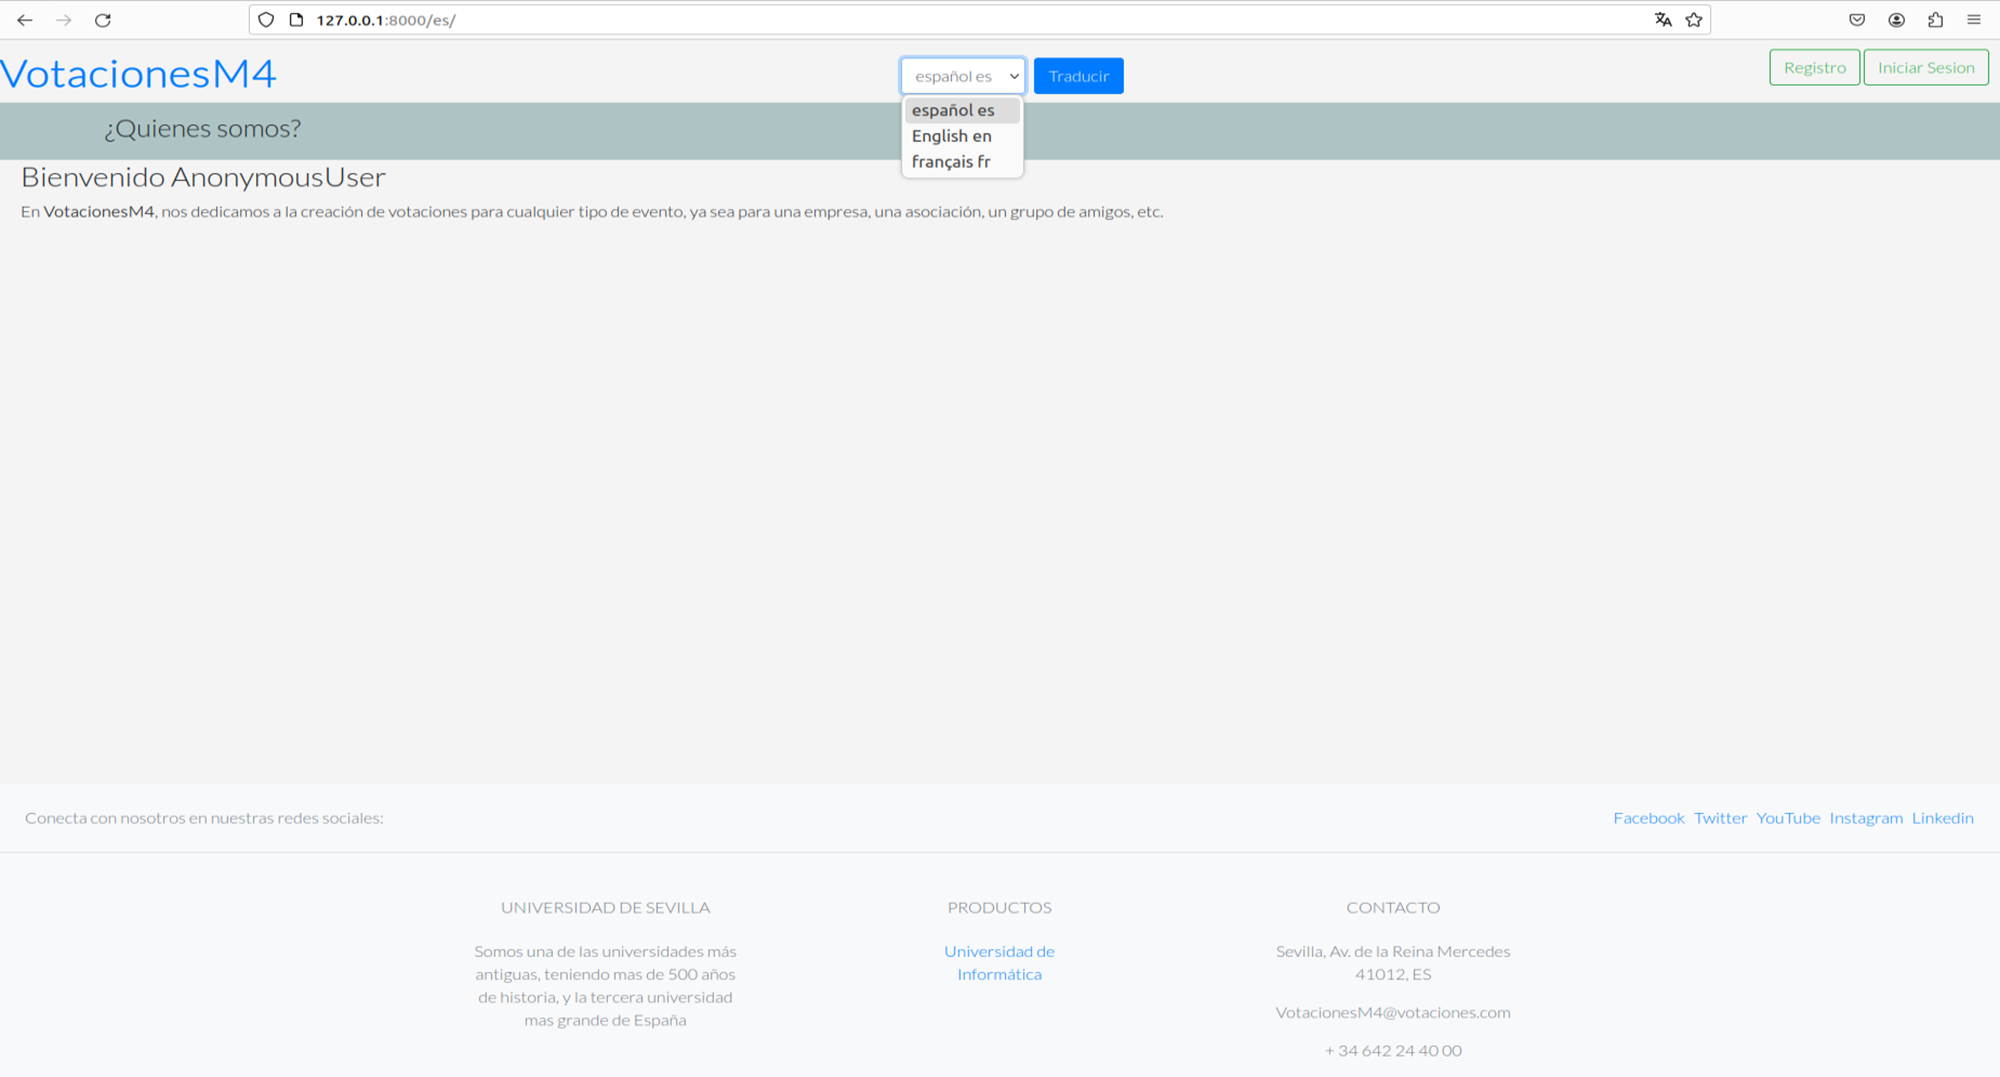 127.0.0.1:8000/es/
VotacionesM4
español es
Traducir
Registro
Iniciar Sesion
español es
English en
français fr
¿Quienes somos?
Bienvenido AnonymousUser
En VotacionesM4, nos dedicamos a la creación de votaciones para cualquier tipo de evento, ya sea para una empresa, una asociación, un grupo de amigos, etc.
Conecta con nosotros en nuestras redes sociales:
Facebook Twitter YouTube Instagram Linkedin
UNIVERSIDAD DE SEVILLA
Somos una de las universidades más
antiguas, teniendo mas de 500 años
de historia, y la tercera universidad
mas grande de España
PRODUCTOS
Universidad de
Informática
CONTACTO
Sevilla, Av. de la Reina Mercedes
41012, ES
VotacionesM4@votaciones.com
+ 34 642 24 40 00